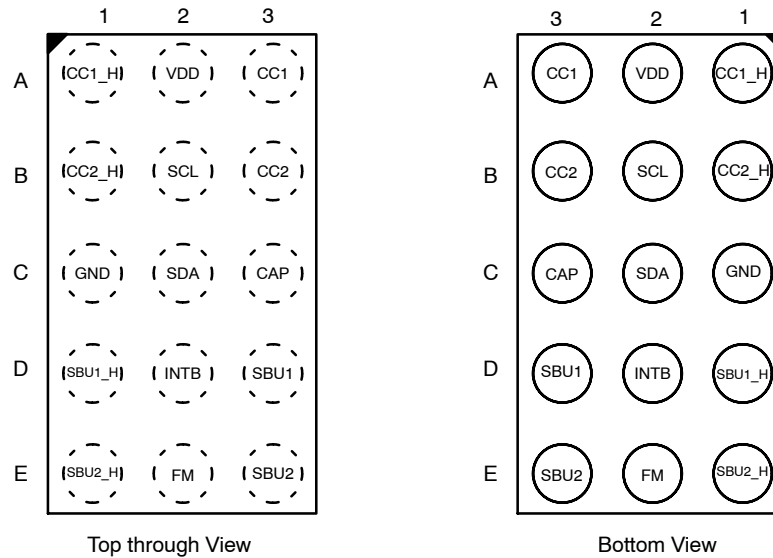 1 2 3
A CC1_H VDD CC1
B CC2_H SCL CC2
C GND SDA CAP
D SBU1_H INTB SBU1
E SBU2_H FM SBU2
Top through View
3 2 1
A CC1 VDD CC1_H
B CC2 SCL CC2_H
C CAP SDA GND
D SBU1 INTB SBU1_H
E SBU2 FM SBU2_H
Bottom View